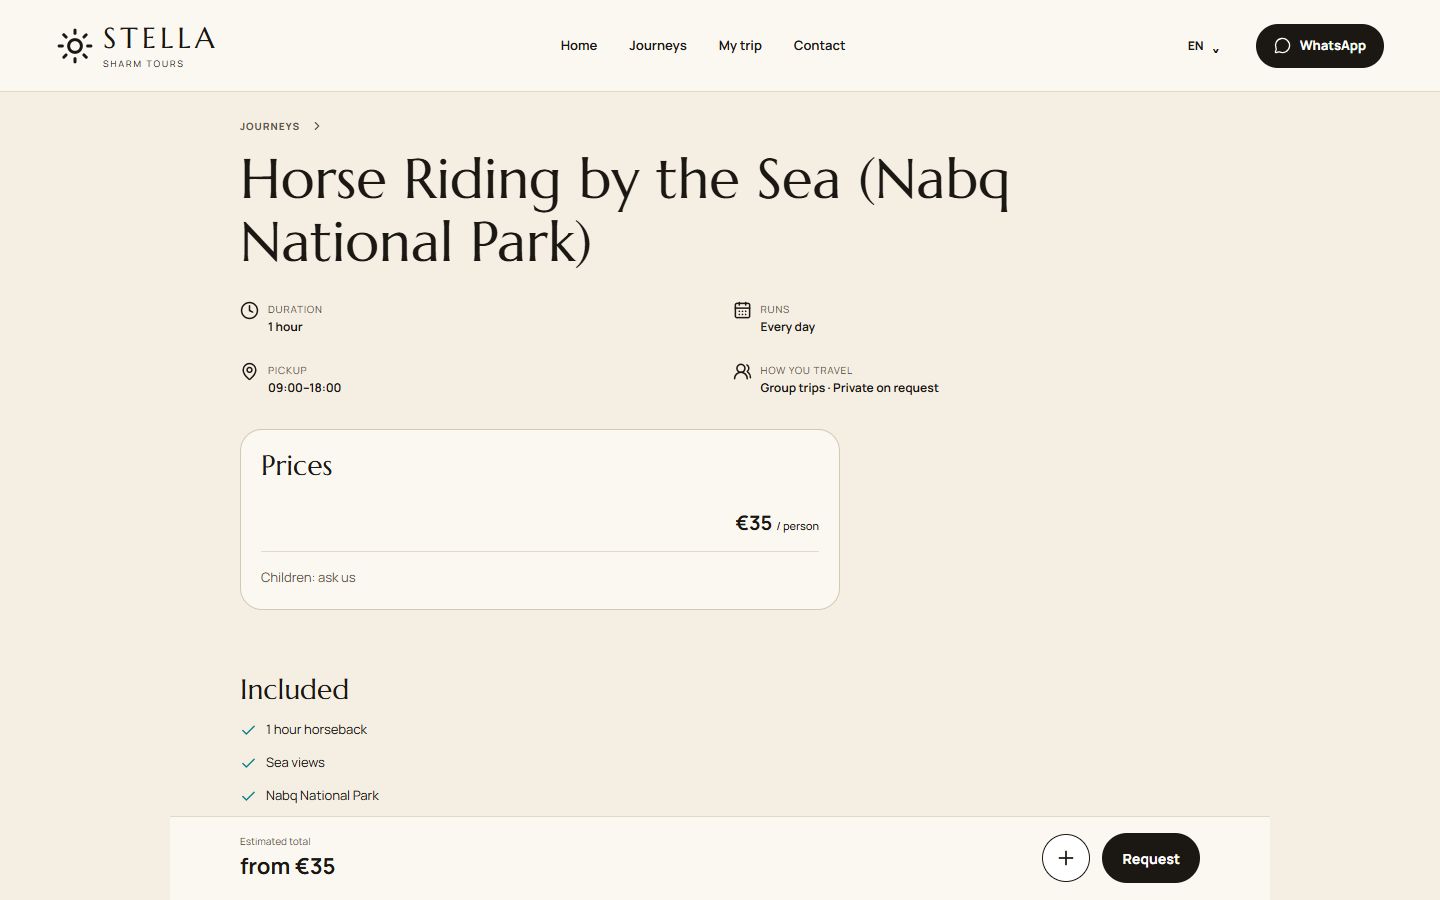 STELLA
SHARM TOURS
Home
Journeys
My trip
Contact
EN
WhatsApp
JOURNEYS
Horse Riding by the Sea (Nabq
National Park)
DURATION
1 hour
RUNS
Every day
PICKUP
09:00–18:00
HOW YOU TRAVEL
Group trips · Private on request
Prices
€35 / person
Children: ask us
Included
1 hour horseback
Sea views
Nabq National Park
Estimated total
from €35
Request